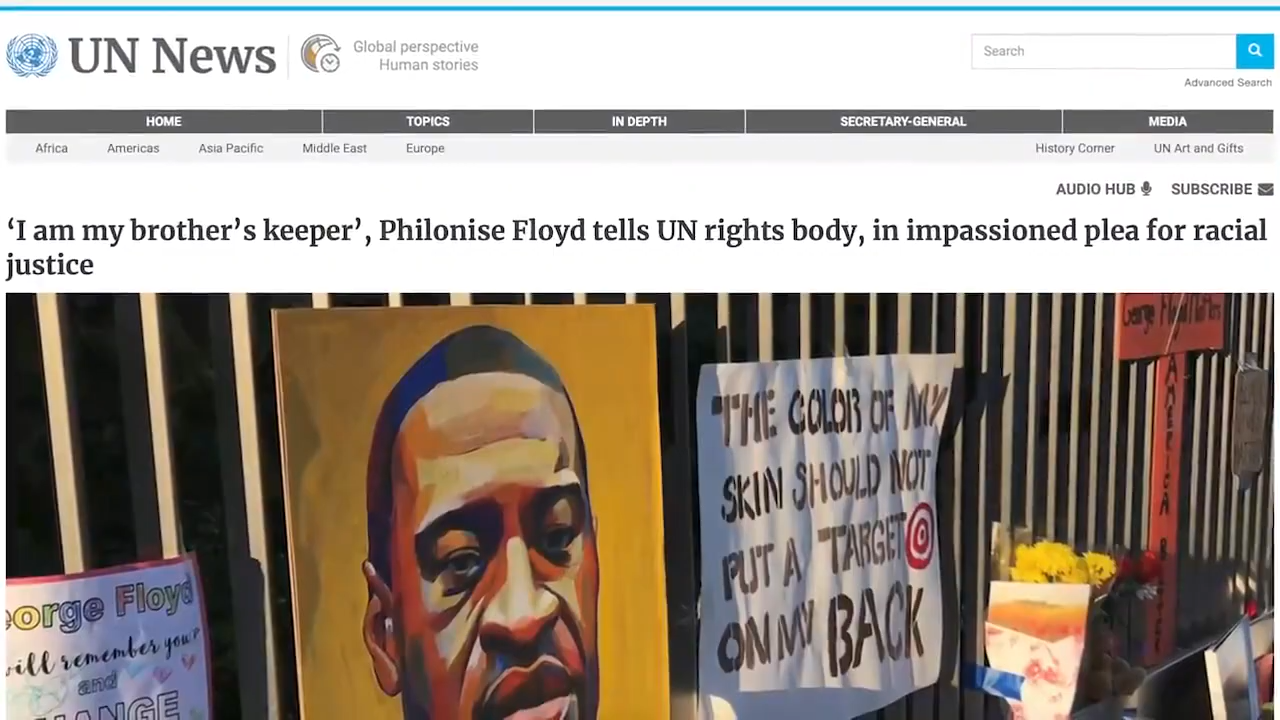 UN News
Global perspective
Human stories
Search
Advanced Search
HOME TOPICS IN DEPTH SECRETARY-GENERAL MEDIA
Africa Americas Asia Pacific Middle East Europe History Corner UN Art and Gifts
AUDIO HUB SUBSCRIBE
‘I am my brother’s keeper’, Philonise Floyd tells UN rights body, in impassioned plea for racial
justice
George Floyd
THE COLOR OF MY
SKIN SHOULD NOT
PUT A TARGET
ON MY BACK
eorge Floyd
will remember you?
and
HANGE
AMERICA